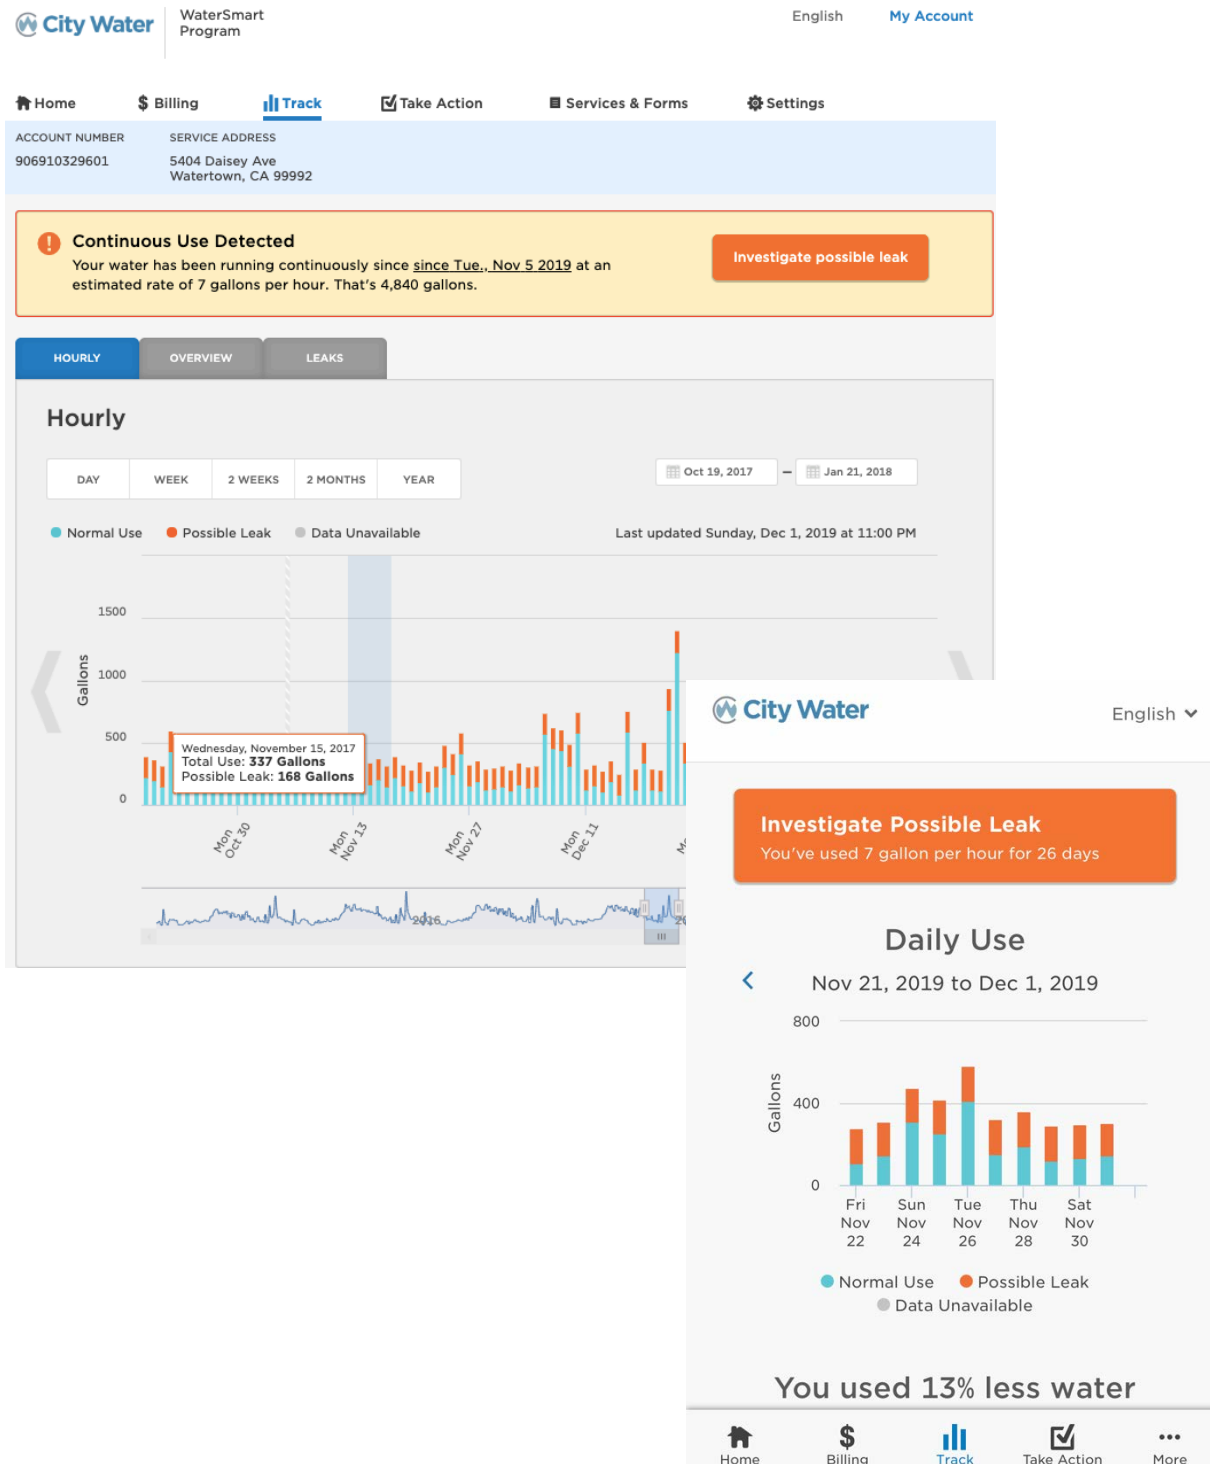 City Water
WaterSmart
Program
English
My Account
Home
$ Billing
Track
Take Action
Services & Forms
Settings
ACCOUNT NUMBER
906910329601
SERVICE ADDRESS
5404 Daisey Ave
Watertown, CA 99992
Continuous Use Detected
Your water has been running continuously since since Tue., Nov 5 2019 at an
estimated rate of 7 gallons per hour. That's 4,840 gallons.
Investigate possible leak
HOURLY
OVERVIEW
LEAKS
Hourly
DAY
WEEK
2 WEEKS
2 MONTHS
YEAR
Oct 19, 2017 – Jan 21, 2018
Normal Use
Possible Leak
Data Unavailable
Last updated Sunday, Dec 1, 2019 at 11:00 PM
Gallons
1500
1000
500
0
Wednesday, November 15, 2017
Total Use: 337 Gallons
Possible Leak: 168 Gallons
Mon
Oct 30
Mon
Nov 13
Mon
Nov 27
Mon
Dec 11
2016
City Water
English
Investigate Possible Leak
You've used 7 gallon per hour for 26 days
Daily Use
Nov 21, 2019 to Dec 1, 2019
Gallons
800
400
0
Fri
Nov
22
Sun
Nov
24
Tue
Nov
26
Thu
Nov
28
Sat
Nov
30
Normal Use
Possible Leak
Data Unavailable
You used 13% less water
Home
$
Billing
Track
Take Action
More